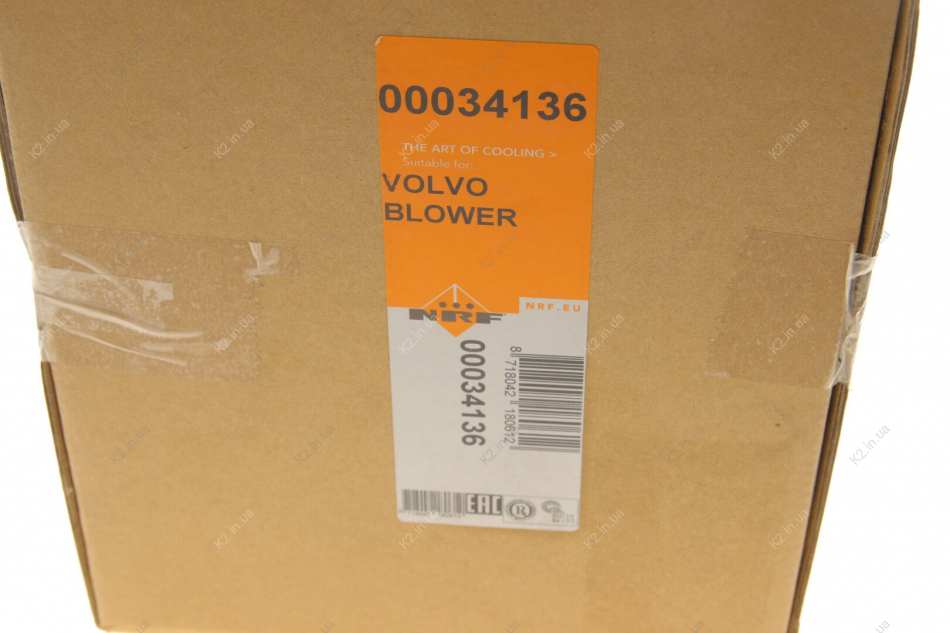 00034136
THE ART OF COOLING >
Suitable for:
VOLVO
BLOWER
NRF.EU
NRF
00034136
8 718042 180612
EAC
R
K2.in.ua